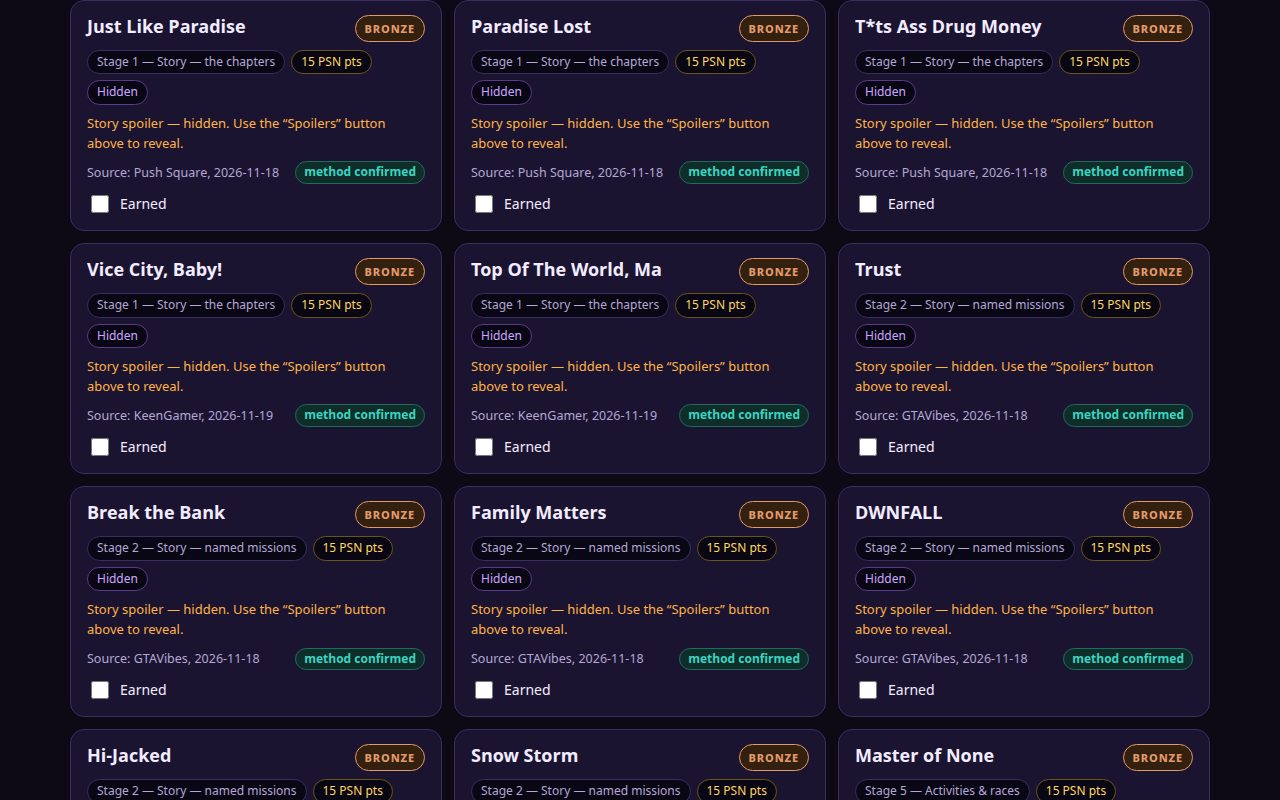 Just Like Paradise
BRONZE
Stage 1 — Story — the chapters
15 PSN pts
Hidden
Story spoiler — hidden. Use the “Spoilers” button
above to reveal.
Source: Push Square, 2026-11-18
method confirmed
Earned
Paradise Lost
BRONZE
Stage 1 — Story — the chapters
15 PSN pts
Hidden
Story spoiler — hidden. Use the “Spoilers” button
above to reveal.
Source: Push Square, 2026-11-18
method confirmed
Earned
T*ts Ass Drug Money
BRONZE
Stage 1 — Story — the chapters
15 PSN pts
Hidden
Story spoiler — hidden. Use the “Spoilers” button
above to reveal.
Source: Push Square, 2026-11-18
method confirmed
Earned
Vice City, Baby!
BRONZE
Stage 1 — Story — the chapters
15 PSN pts
Hidden
Story spoiler — hidden. Use the “Spoilers” button
above to reveal.
Source: KeenGamer, 2026-11-19
method confirmed
Earned
Top Of The World, Ma
BRONZE
Stage 1 — Story — the chapters
15 PSN pts
Hidden
Story spoiler — hidden. Use the “Spoilers” button
above to reveal.
Source: KeenGamer, 2026-11-19
method confirmed
Earned
Trust
BRONZE
Stage 2 — Story — named missions
15 PSN pts
Hidden
Story spoiler — hidden. Use the “Spoilers” button
above to reveal.
Source: GTAVibes, 2026-11-18
method confirmed
Earned
Break the Bank
BRONZE
Stage 2 — Story — named missions
15 PSN pts
Hidden
Story spoiler — hidden. Use the “Spoilers” button
above to reveal.
Source: GTAVibes, 2026-11-18
method confirmed
Earned
Family Matters
BRONZE
Stage 2 — Story — named missions
15 PSN pts
Hidden
Story spoiler — hidden. Use the “Spoilers” button
above to reveal.
Source: GTAVibes, 2026-11-18
method confirmed
Earned
DWNFALL
BRONZE
Stage 2 — Story — named missions
15 PSN pts
Hidden
Story spoiler — hidden. Use the “Spoilers” button
above to reveal.
Source: GTAVibes, 2026-11-18
method confirmed
Earned
Hi-Jacked
BRONZE
Stage 2 — Story — named missions
15 PSN pts
Snow Storm
BRONZE
Stage 2 — Story — named missions
15 PSN pts
Master of None
BRONZE
Stage 5 — Activities & races
15 PSN pts